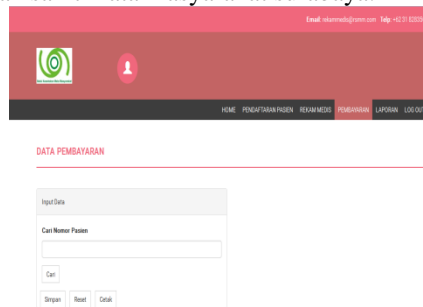 Email: rekammedis@rsmm.com Telp: +62 31 82835
HOME PENDAFTARAN PASIEN REKAM MEDIS PEMBAYARAN LAPORAN LOG OUT
DATA PEMBAYARAN
Input Data
Cari Nomor Pasien
Cari
Simpan Reset Cetak